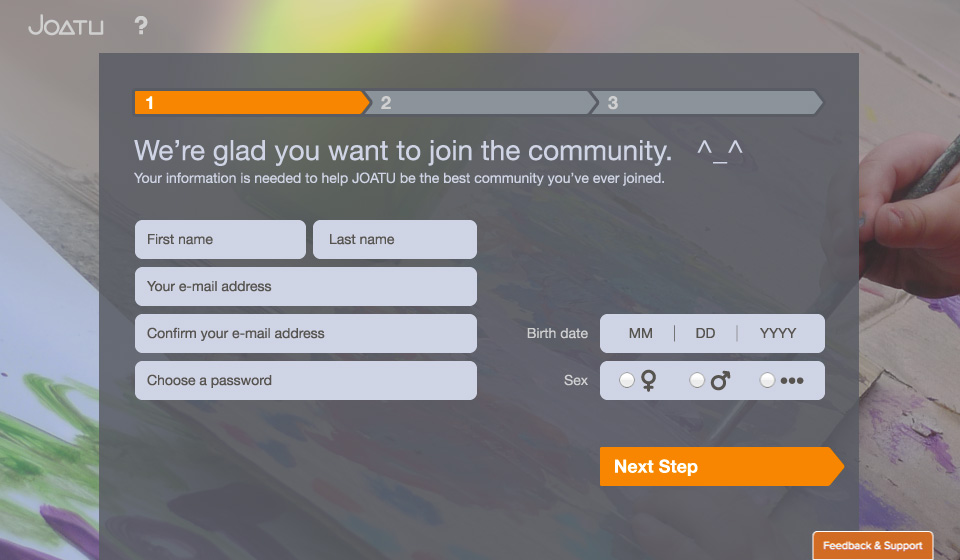 JOATU ?
1 2 3
We're glad you want to join the community. ^_^
Your information is needed to help JOATU be the best community you've ever joined.
First name Last name
Your e-mail address
Confirm your e-mail address
Birth date MM | DD | YYYY
Choose a password
Sex ♀ ♂ •••
Next Step
Feedback & Support